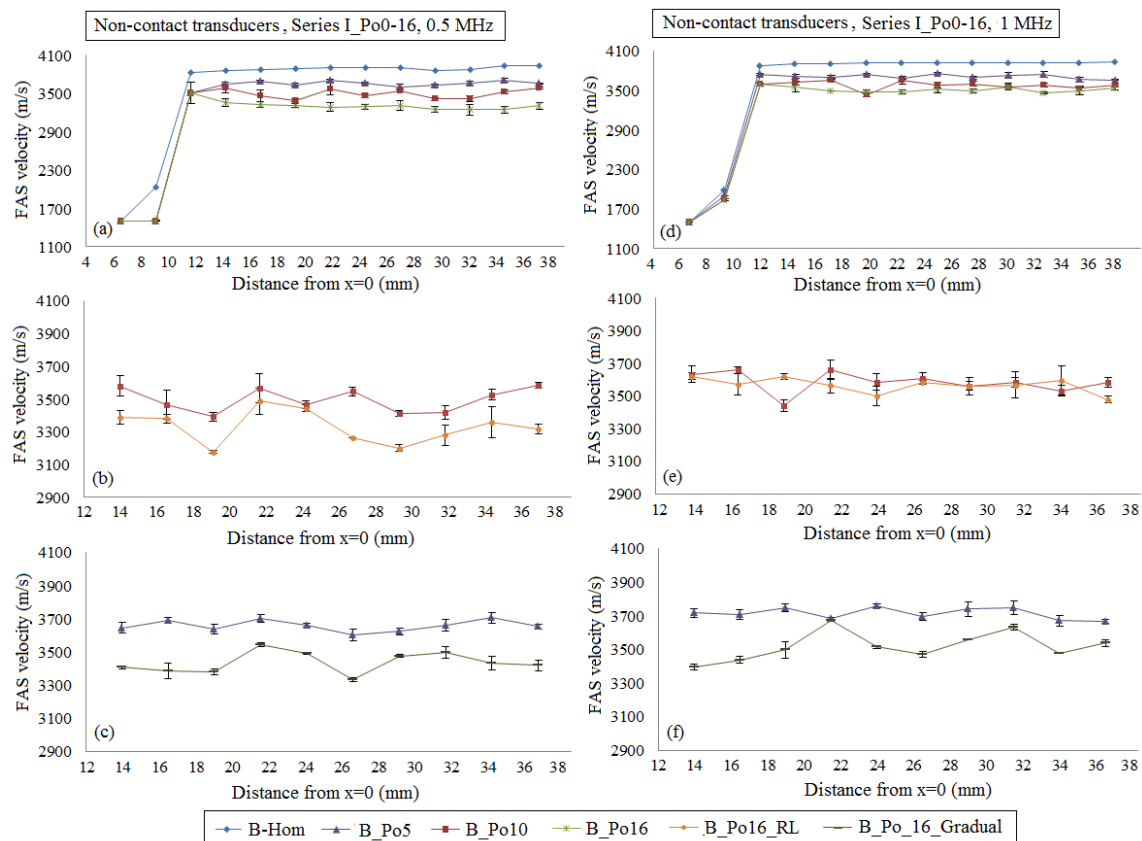 Non-contact transducers , Series I_Po0-16, 0.5 MHz
FAS velocity (m/s)
4100
3500
2900
2300
1700
1100
(a)
4 6 8 10 12 14 16 18 20 22 24 26 28 30 32 34 36 38
Distance from x=0 (mm)
FAS velocity (m/s)
4100
3900
3700
3500
3300
3100
2900
(b)
12 14 16 18 20 22 24 26 28 30 32 34 36 38
Distance from x=0 (mm)
FAS velocity (m/s)
4100
3900
3700
3500
3300
3100
2900
(c)
12 14 16 18 20 22 24 26 28 30 32 34 36 38
Distance from x=0 (mm)
Non-contact transducers , Series I_Po0-16, 1 MHz
FAS velocity (m/s)
4100
3500
2900
2300
1700
1100
(d)
4 6 8 10 12 14 16 18 20 22 24 26 28 30 32 34 36 38
Distance from x=0 (mm)
FAS velocity (m/s)
4100
3900
3700
3500
3300
3100
2900
(e)
12 14 16 18 20 22 24 26 28 30 32 34 36 38
Distance from x=0 (mm)
FAS velocity (m/s)
4100
3900
3700
3500
3300
3100
2900
(f)
12 14 16 18 20 22 24 26 28 30 32 34 36 38
Distance from x=0 (mm)
B-Hom B_Po5 B_Po10 B_Po16 B_Po16_RL B_Po_16_Gradual